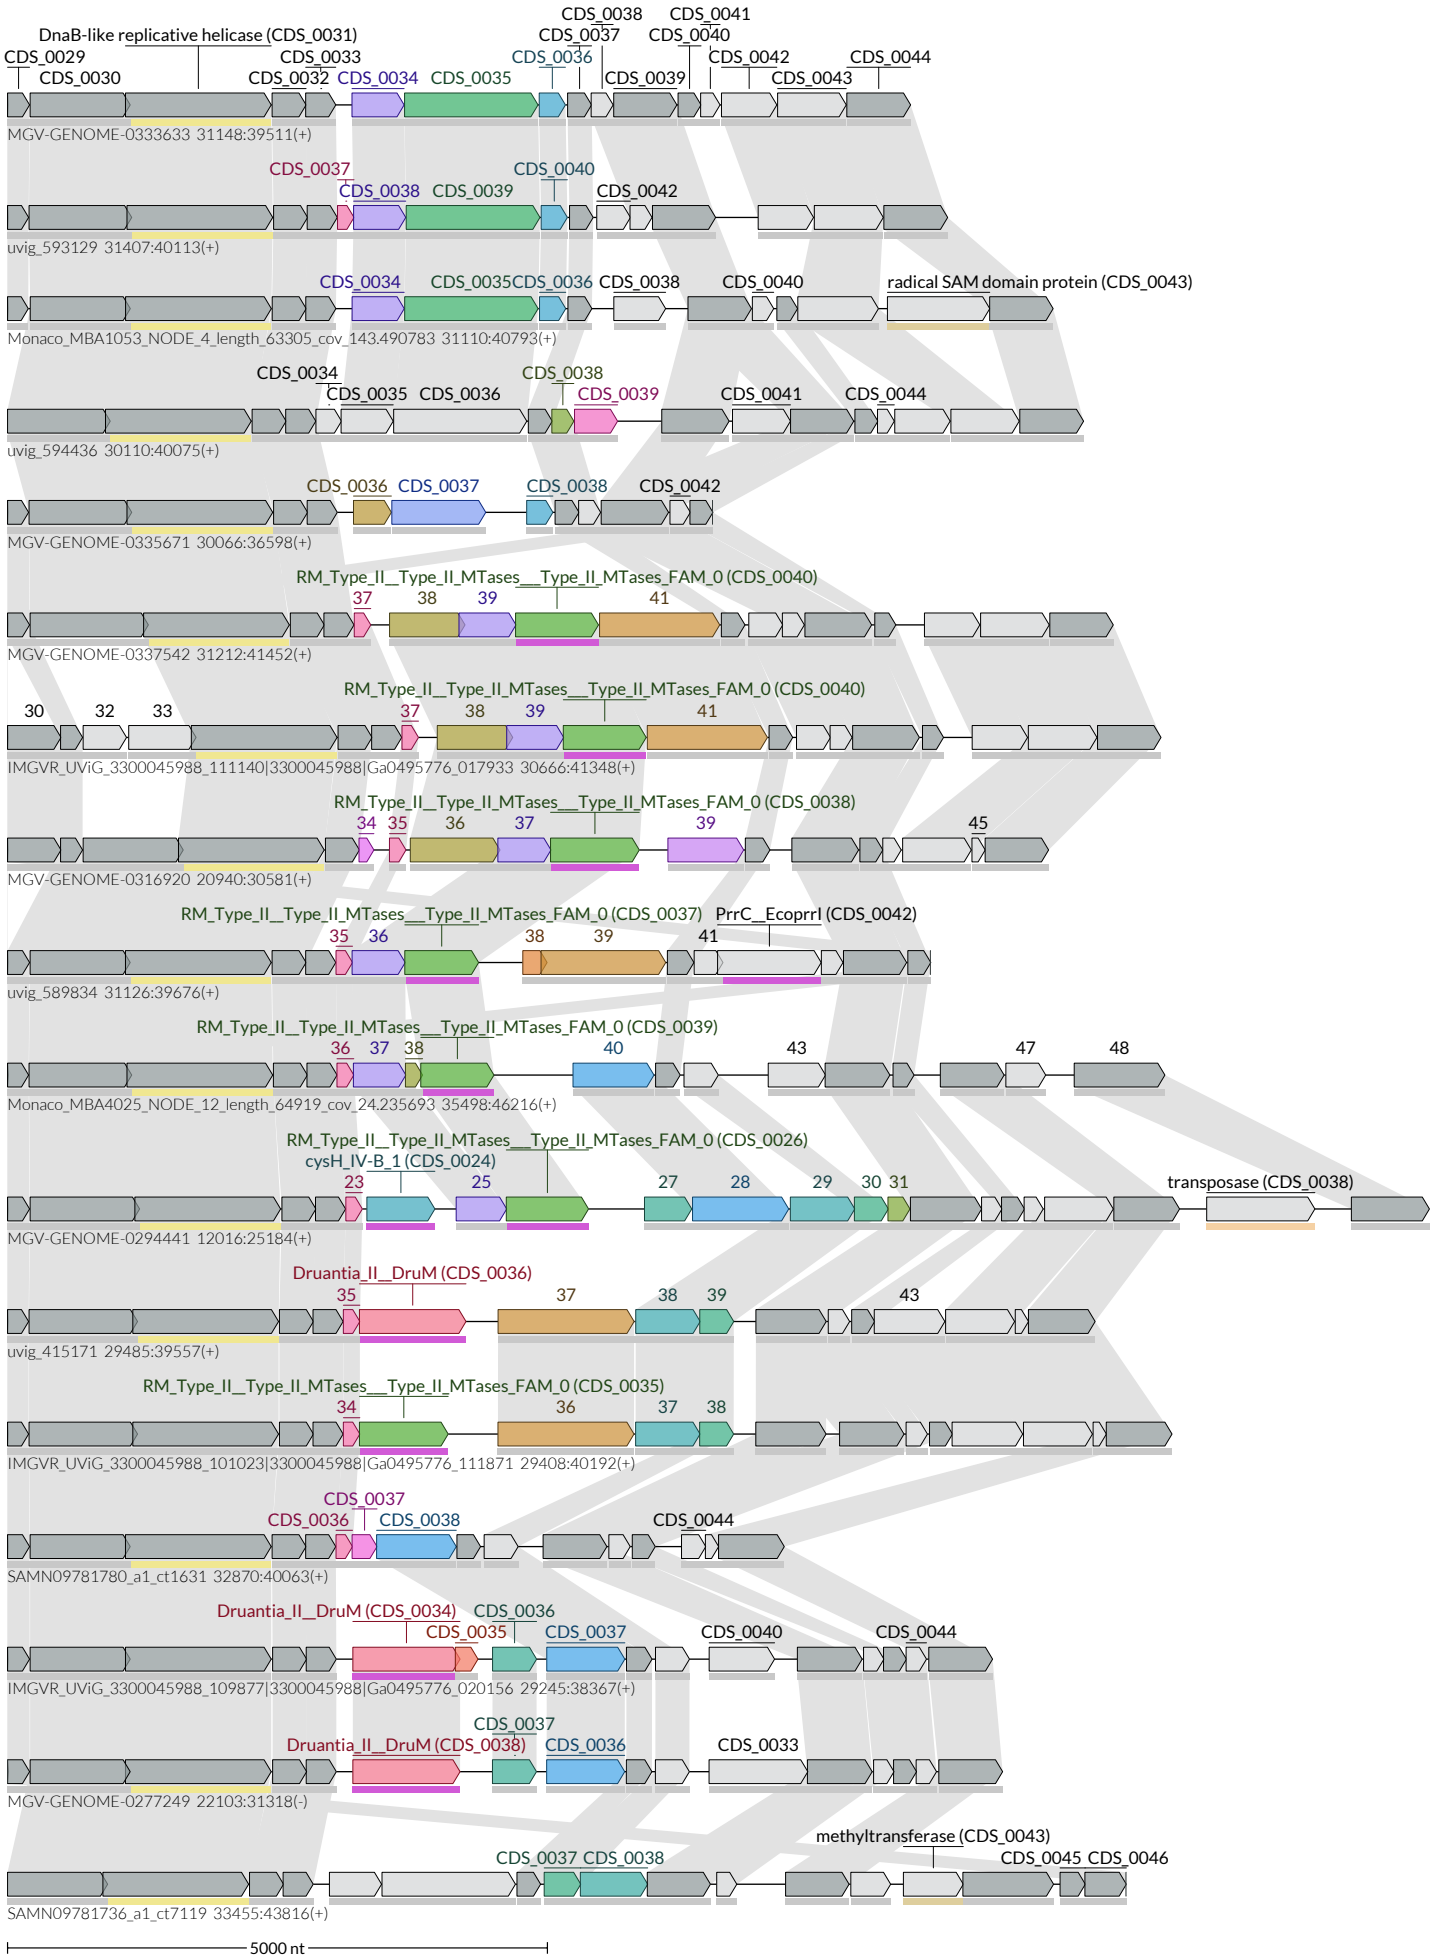 CDS_0038 CDS_0041
DnaB-like replicative helicase (CDS_0031) CDS_0037 CDS_0040
CDS_0029 CDS_0033 CDS_0036 CDS_0042 CDS_0044
CDS_0030 CDS_0032 CDS_0034 CDS_0035 CDS_0039 CDS_0043
MGV-GENOME-0333633 31148:39511(+)
CDS_0037 CDS_0040
CDS_0038 CDS_0039 CDS_0042
uvig_593129 31407:40113(+)
CDS_0034 CDS_0035 CDS_0036 CDS_0038 CDS_0040 radical SAM domain protein (CDS_0043)
Monaco_MBA1053_NODE_4_length_63305_cov_143.490783 31110:40793(+)
CDS_0034 CDS_0038
CDS_0035 CDS_0036 CDS_0039 CDS_0041 CDS_0044
uvig_594436 30110:40075(+)
CDS_0036 CDS_0037 CDS_0038 CDS_0042
MGV-GENOME-0335671 30066:36598(+)
RM_Type_II__Type_II_MTases___Type_II_MTases_FAM_0 (CDS_0040)
37 38 39 41
MGV-GENOME-0337542 31212:41452(+)
RM_Type_II__Type_II_MTases___Type_II_MTases_FAM_0 (CDS_0040)
30 32 33 37 38 39 41
IMGVR_UViG_3300045988_111140|3300045988|Ga0495776_017933 30666:41348(+)
RM_Type_II__Type_II_MTases___Type_II_MTases_FAM_0 (CDS_0038)
34 35 36 37 39 45
MGV-GENOME-0316920 20940:30581(+)
RM_Type_II__Type_II_MTases___Type_II_MTases_FAM_0 (CDS_0037) PrrC__EcoprrI (CDS_0042)
35 36 38 39 41
uvig_589834 31126:39676(+)
RM_Type_II__Type_II_MTases___Type_II_MTases_FAM_0 (CDS_0039)
36 37 38 40 43 47 48
Monaco_MBA4025_NODE_12_length_64919_cov_24.235693 35498:46216(+)
RM_Type_II__Type_II_MTases___Type_II_MTases_FAM_0 (CDS_0026)
cysH_IV-B_1 (CDS_0024)
23 25 27 28 29 30 31 transposase (CDS_0038)
MGV-GENOME-0294441 12016:25184(+)
Druantia_II__DruM (CDS_0036)
35 37 38 39 43
uvig_415171 29485:39557(+)
RM_Type_II__Type_II_MTases___Type_II_MTases_FAM_0 (CDS_0035)
34 36 37 38
IMGVR_UViG_3300045988_101023|3300045988|Ga0495776_111871 29408:40192(+)
CDS_0037
CDS_0036 CDS_0038 CDS_0044
SAMN09781780_a1_ct1631 32870:40063(+)
Druantia_II__DruM (CDS_0034) CDS_0036
CDS_0035 CDS_0037 CDS_0040 CDS_0044
IMGVR_UViG_3300045988_109877|3300045988|Ga0495776_020156 29245:38367(+)
CDS_0037
Druantia_II__DruM (CDS_0038) CDS_0036 CDS_0033
MGV-GENOME-0277249 22103:31318(-)
methyltransferase (CDS_0043)
CDS_0037 CDS_0038 CDS_0045 CDS_0046
SAMN09781736_a1_ct7119 33455:43816(+)
5000 nt